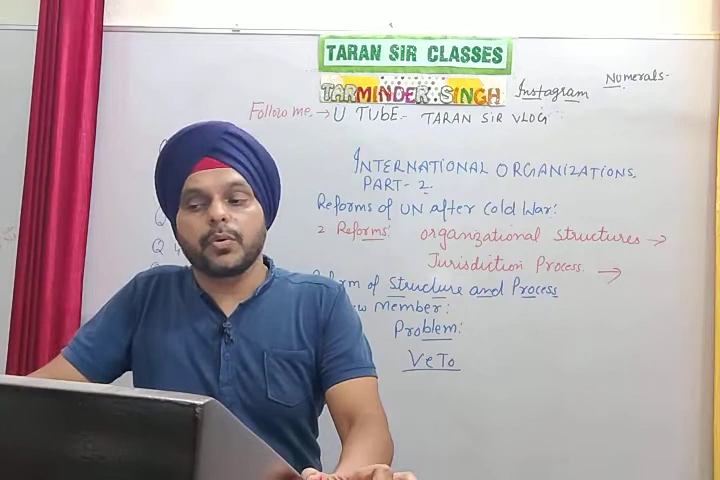 TARAN SIR CLASSES
TARMINDER.SINGH
Instagram
Numerals-
Follow me. → U TUBE:- TARAN SIR VLOG
INTERNATIONAL ORGANIZATIONS.
PART-2.
Reforms of UN after Cold War:
2 Reforms: organizational Structures →
Jurisdiction Process. →
of Structure and Process
Member:
Problem:
VeTo
Q 4